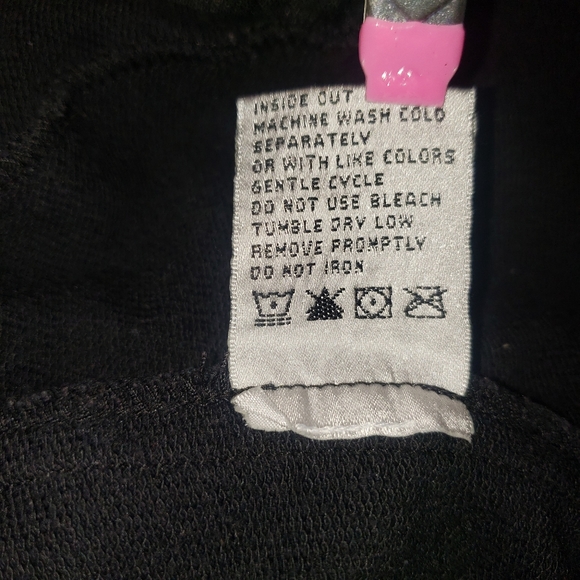 INSIDE OUT
MACHINE WASH COLD
SEPARATELY
OR WITH LIKE COLORS
GENTLE CYCLE
DO NOT USE BLEACH
TUMBLE DRY LOW
REMOVE PROMPTLY
DO NOT IRON